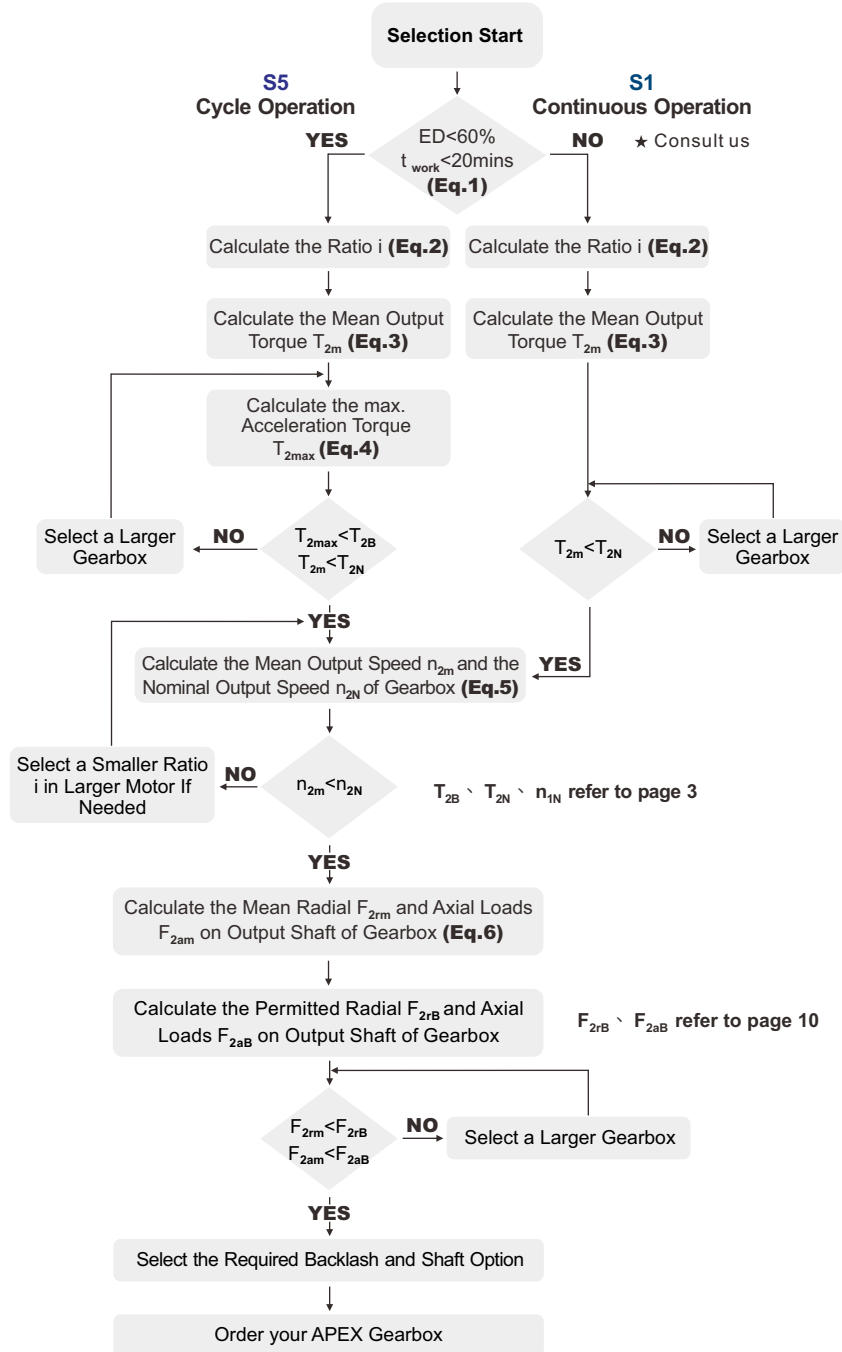 Selection Start
S5
Cycle Operation
S1
Continuous Operation
YES
ED<60%
t work<20mins
(Eq.1)
NO
★ Consult us
Calculate the Ratio i (Eq.2)
Calculate the Ratio i (Eq.2)
Calculate the Mean Output
Torque T2m (Eq.3)
Calculate the Mean Output
Torque T2m (Eq.3)
Calculate the max.
Acceleration Torque
T2max (Eq.4)
Select a Larger
Gearbox
NO
T2max<T2B
T2m<T2N
T2m<T2N
NO
Select a Larger
Gearbox
YES
Calculate the Mean Output Speed n2m and the
Nominal Output Speed n2N of Gearbox (Eq.5)
YES
Select a Smaller Ratio
i in Larger Motor If
Needed
NO
n2m<n2N
T2B、T2N、n1N refer to page 3
YES
Calculate the Mean Radial F2rm and Axial Loads
F2am on Output Shaft of Gearbox (Eq.6)
Calculate the Permitted Radial F2rB and Axial
Loads F2aB on Output Shaft of Gearbox
F2rB、F2aB refer to page 10
F2rm<F2rB
F2am<F2aB
NO
Select a Larger Gearbox
YES
Select the Required Backlash and Shaft Option
Order your APEX Gearbox